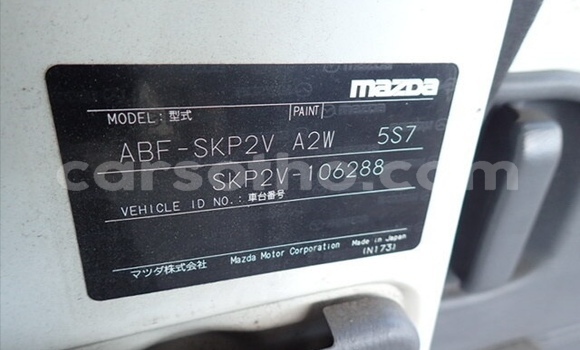 mazda
MODEL: 型式 PAINT
ABF-SKP2V A2W 5S7
SKP2V-106288
VEHICLE ID NO.: 車台番号
carsotho.com
マツダ株式会社 Mazda Motor Corporation Made in Japan
(N173)